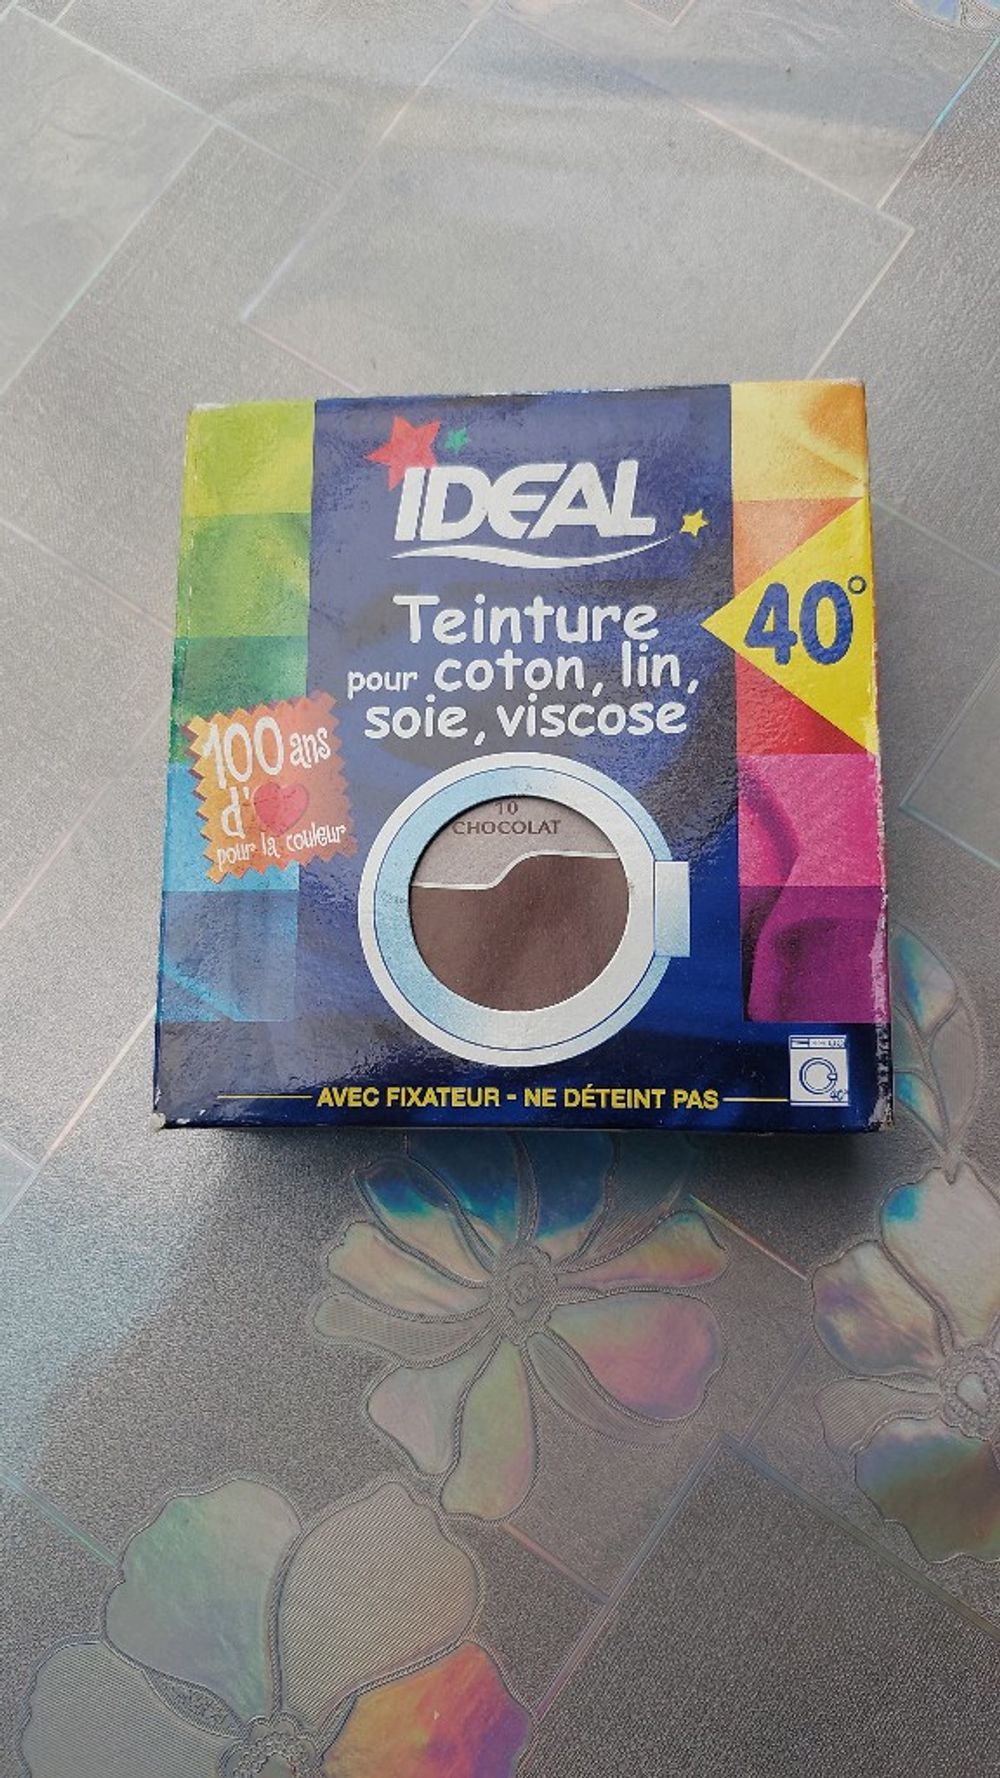 IDEAL
Teinture
pour coton, lin,
soie, viscose
40°
100 ans
d'
pour la couleur
10
CHOCOLAT
AVEC FIXATEUR - NE DÉTEINT PAS
40°